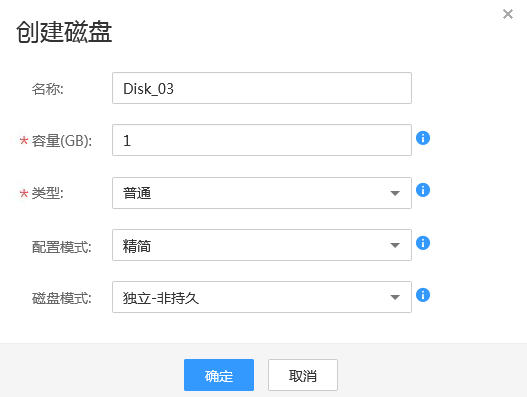 创建磁盘
名称: Disk_03
* 容量(GB): 1
* 类型: 普通
配置模式: 精简
磁盘模式: 独立-非持久
确定 取消